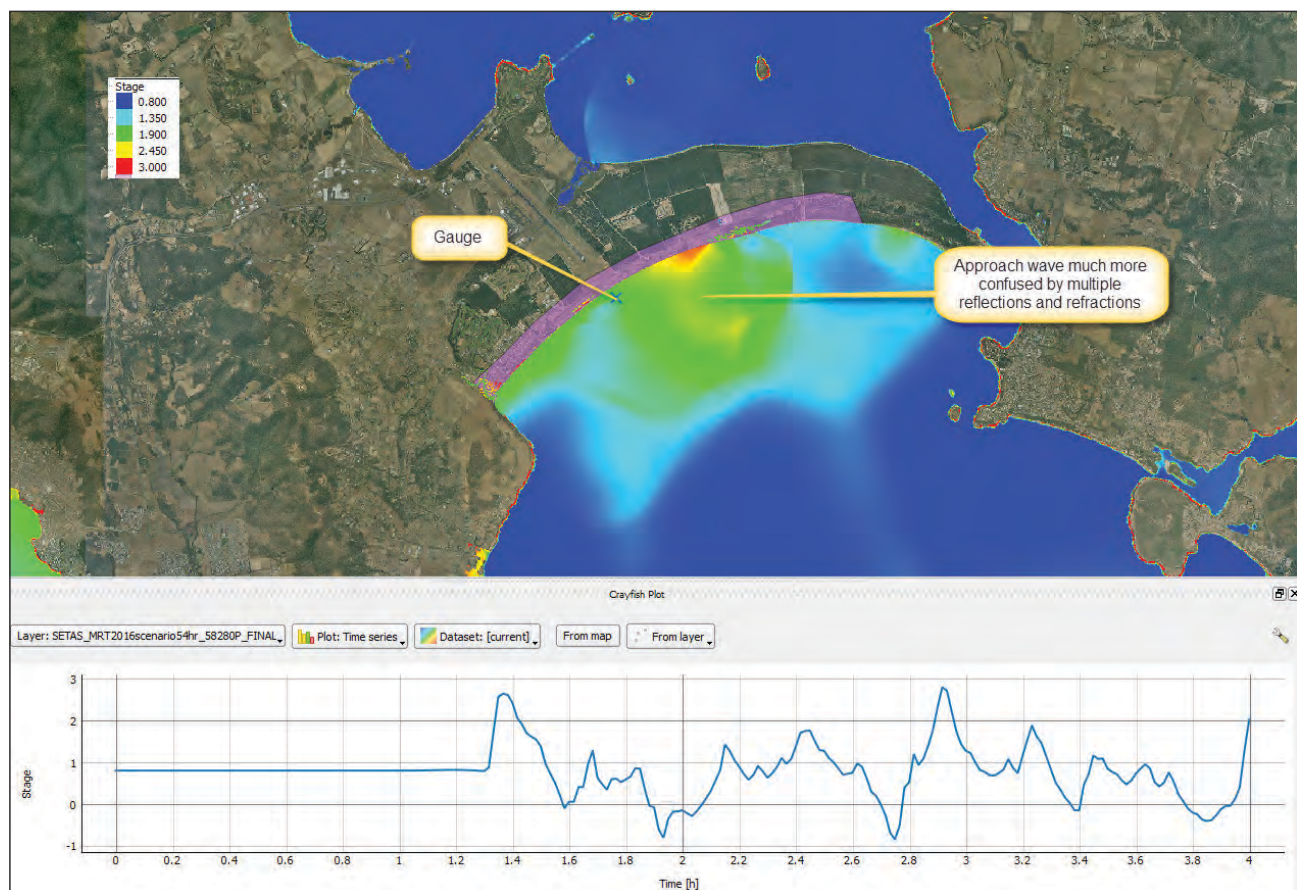 Stage
0.800
1.350
1.900
2.450
3.000
Gauge
Approach wave much more
confused by multiple
reflections and refractions
Crayfish Plot
Layer: SETAS_MRT2016scenario54hr_58280P_FINAL
Plot: Time series
Dataset: [current]
From map
From layer
3
2
1
0
-1
Stage
0 0.2 0.4 0.6 0.8 1 1.2 1.4 1.6 1.8 2 2.2 2.4 2.6 2.8 3 3.2 3.4 3.6 3.8 4
Time [h]